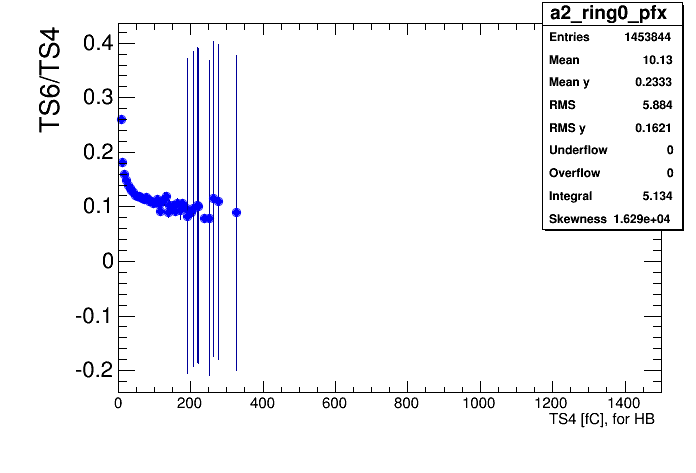 a2_ring0_pfx
Entries 1453844
Mean 10.13
Mean y 0.2333
RMS 5.884
RMS y 0.1621
Underflow 0
Overflow 0
Integral 5.134
Skewness 1.629e+04
TS6/TS4
0.4
0.3
0.2
0.1
0
-0.1
-0.2
0 200 400 600 800 1000 1200 1400
TS4 [fC], for HB